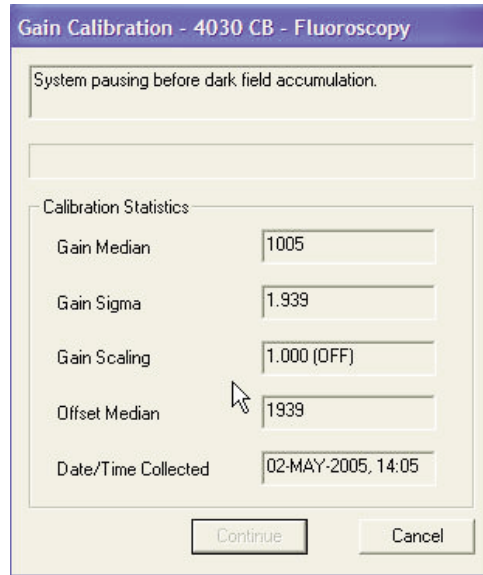 Gain Calibration - 4030 CB - Fluoroscopy
System pausing before dark field accumulation.
Calibration Statistics
Gain Median 1005
Gain Sigma 1.939
Gain Scaling 1.000 (OFF)
Offset Median 1939
Date/Time Collected 02-MAY-2005, 14:05
Continue Cancel